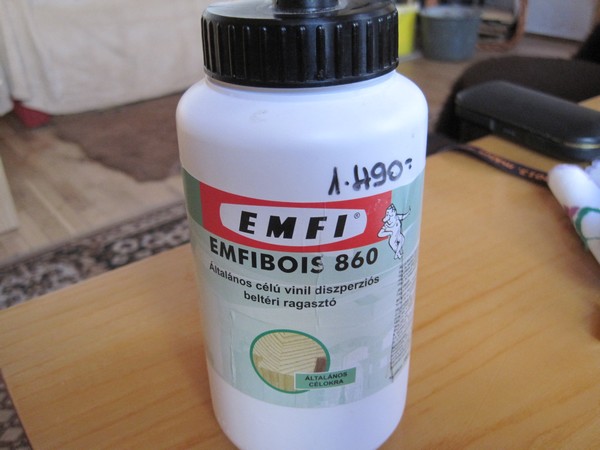 1.490-
EMFI®
EMFIBOIS 860
Általános célú vinil diszperziós
beltéri ragasztó
ÁLTALÁNOS
CÉLOKRA